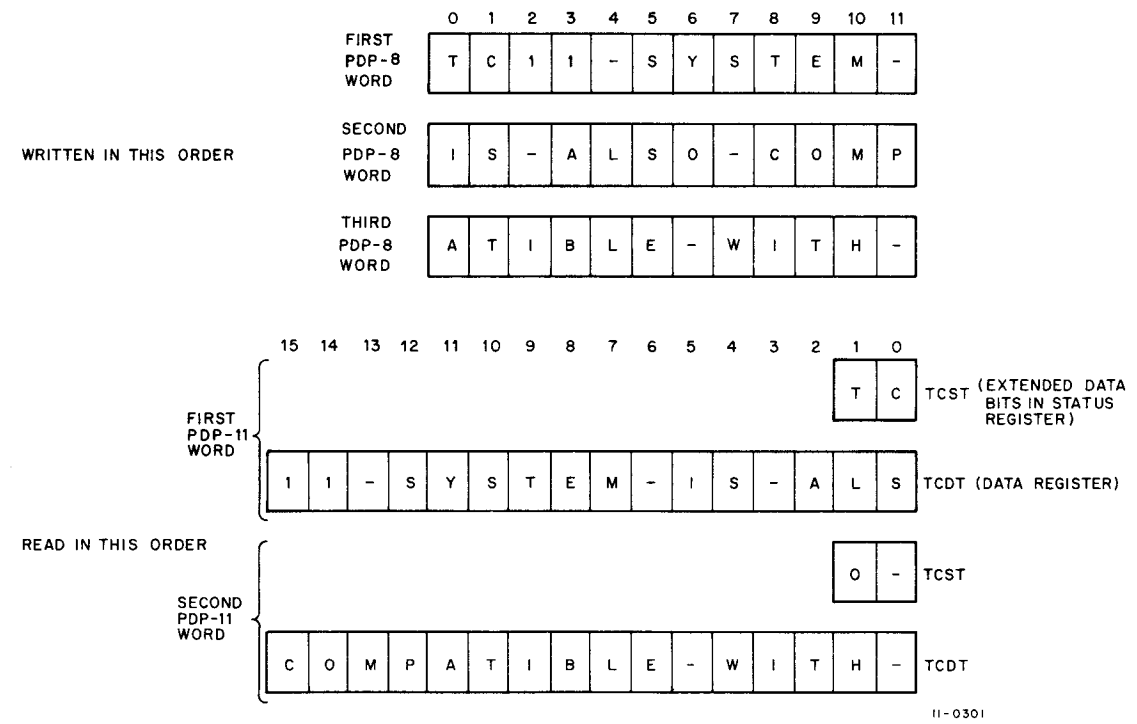 0 1 2 3 4 5 6 7 8 9 10 11
FIRST
PDP-8
WORD
T C 1 1 - S Y S T E M -
WRITTEN IN THIS ORDER
SECOND
PDP-8
WORD
I S - A L S O - C O M P
THIRD
PDP-8
WORD
A T I B L E - W I T H -
15 14 13 12 11 10 9 8 7 6 5 4 3 2 1 0
T C TCST (EXTENDED DATA
BITS IN STATUS
REGISTER)
FIRST
PDP-11
WORD
1 1 - S Y S T E M - I S - A L S TCDT (DATA REGISTER)
READ IN THIS ORDER
O - TCST
SECOND
PDP-11
WORD
C O M P A T I B L E - W I T H - TCDT
11-0301